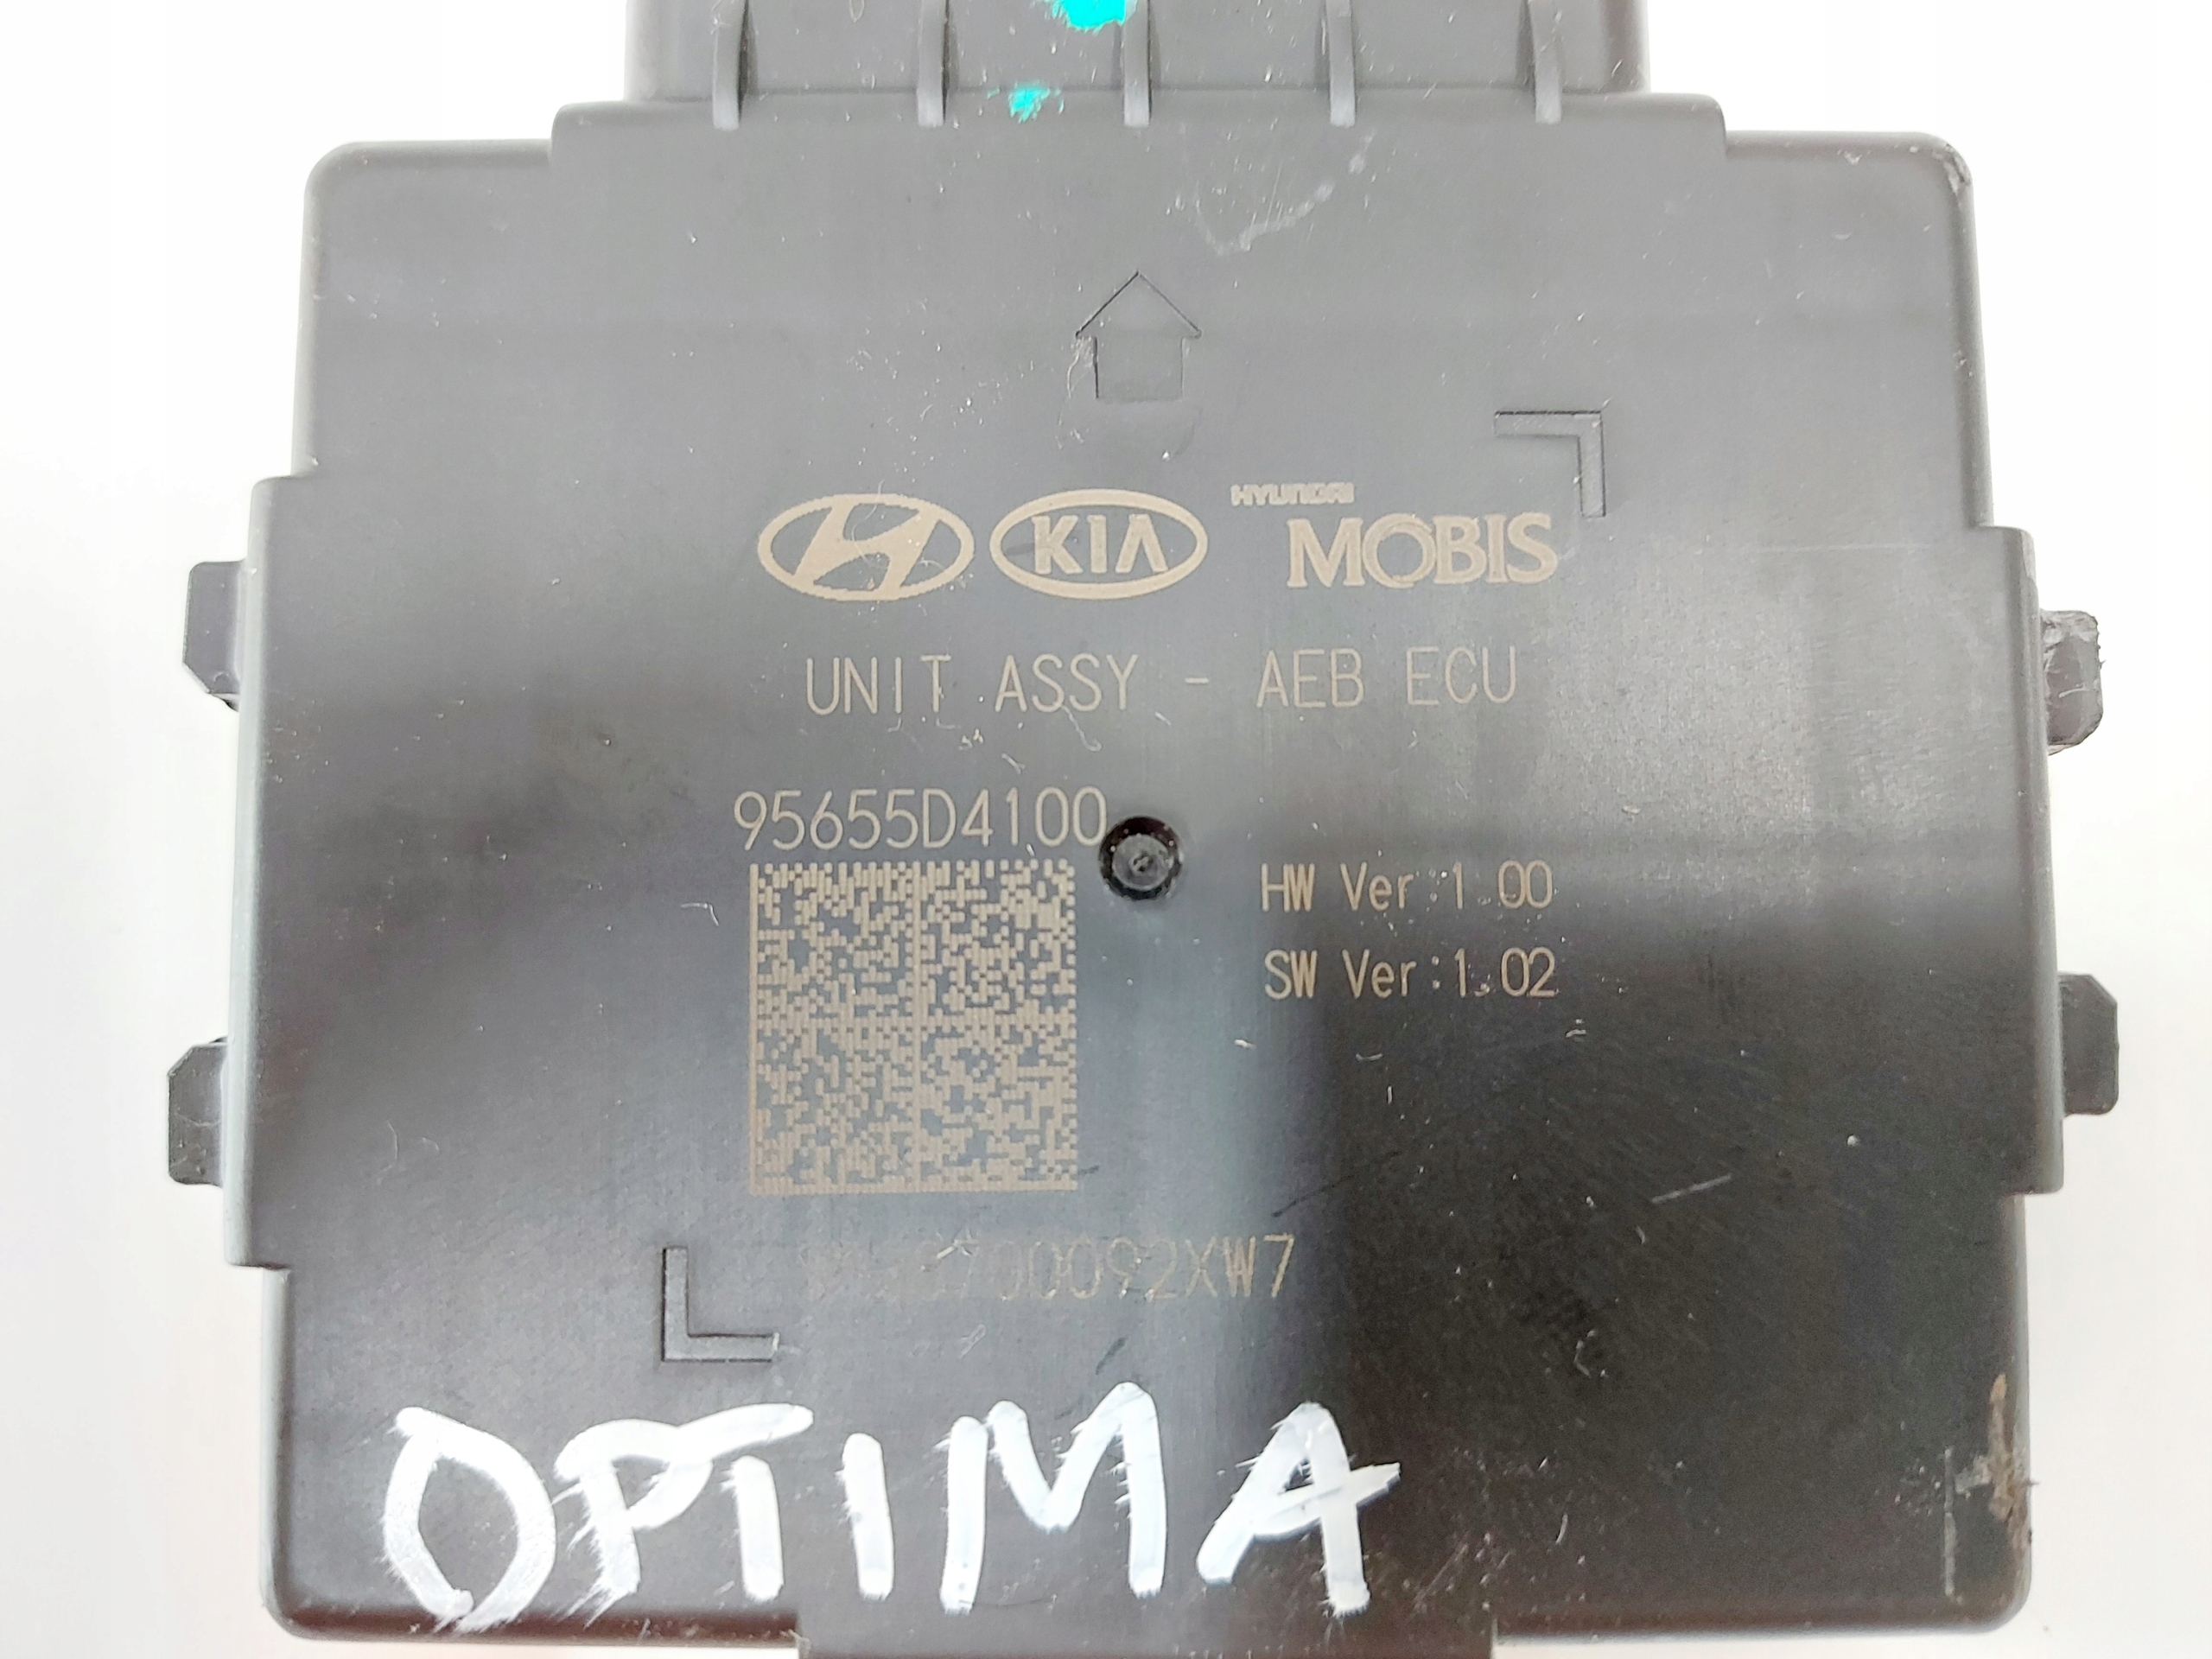 KIA HYUNDAI MOBIS
UNIT ASSY - AEB ECU
95655D4100
HW Ver:1.00
SW Ver:1.02
OPTIMA